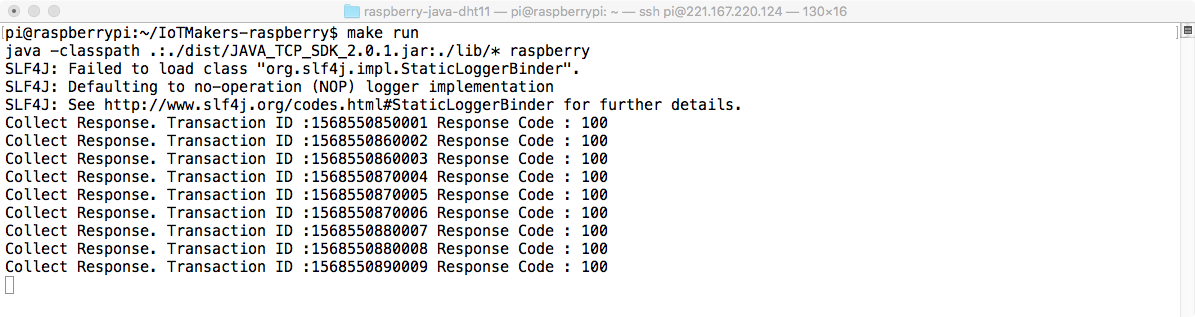 raspberry-java-dht11 — pi@raspberrypi: ~ — ssh pi@221.167.220.124 — 130×16
[pi@raspberrypi:~/IoTMakers-raspberry$ make run ]
java -classpath .:./dist/JAVA_TCP_SDK_2.0.1.jar:./lib/* raspberry
SLF4J: Failed to load class "org.slf4j.impl.StaticLoggerBinder".
SLF4J: Defaulting to no-operation (NOP) logger implementation
SLF4J: See http://www.slf4j.org/codes.html#StaticLoggerBinder for further details.
Collect Response. Transaction ID :1568550850001 Response Code : 100
Collect Response. Transaction ID :1568550860002 Response Code : 100
Collect Response. Transaction ID :1568550860003 Response Code : 100
Collect Response. Transaction ID :1568550870004 Response Code : 100
Collect Response. Transaction ID :1568550870005 Response Code : 100
Collect Response. Transaction ID :1568550870006 Response Code : 100
Collect Response. Transaction ID :1568550880007 Response Code : 100
Collect Response. Transaction ID :1568550880008 Response Code : 100
Collect Response. Transaction ID :1568550890009 Response Code : 100